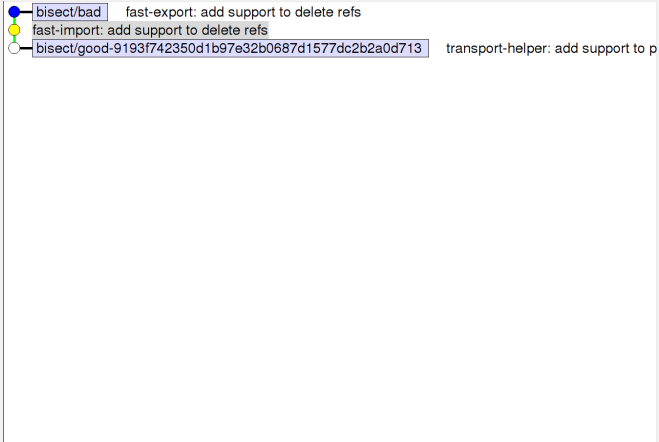 bisect/bad fast-export: add support to delete refs
fast-import: add support to delete refs
bisect/good-9193f742350d1b97e32b0687d1577dc2b2a0d713 transport-helper: add support to p